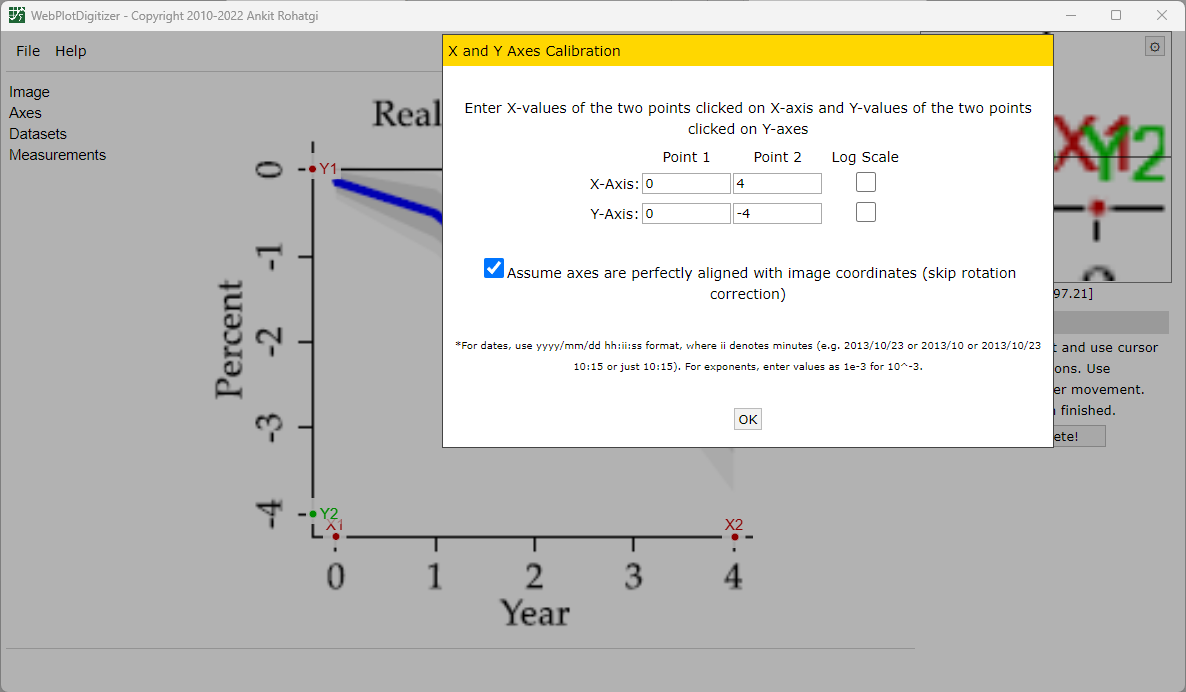 WebPlotDigitizer - Copyright 2010-2022 Ankit Rohatgi
File Help
Image
Axes
Datasets
Measurements
X and Y Axes Calibration
Enter X-values of the two points clicked on X-axis and Y-values of the two points
clicked on Y-axes
Point 1 Point 2 Log Scale
X-Axis: 0 4
Y-Axis: 0 -4
Assume axes are perfectly aligned with image coordinates (skip rotation
correction)
*For dates, use yyyy/mm/dd hh:ii:ss format, where ii denotes minutes (e.g. 2013/10/23 or 2013/10 or 2013/10/23
10:15 or just 10:15). For exponents, enter values as 1e-3 for 10^-3.
OK
Real
0 Y1
-1
-2
-3
-4 Y2
Percent
X1 X2
0 1 2 3 4
Year
X1 Y2
97.21]
t and use cursor
ons. Use
er movement.
finished.
ete!